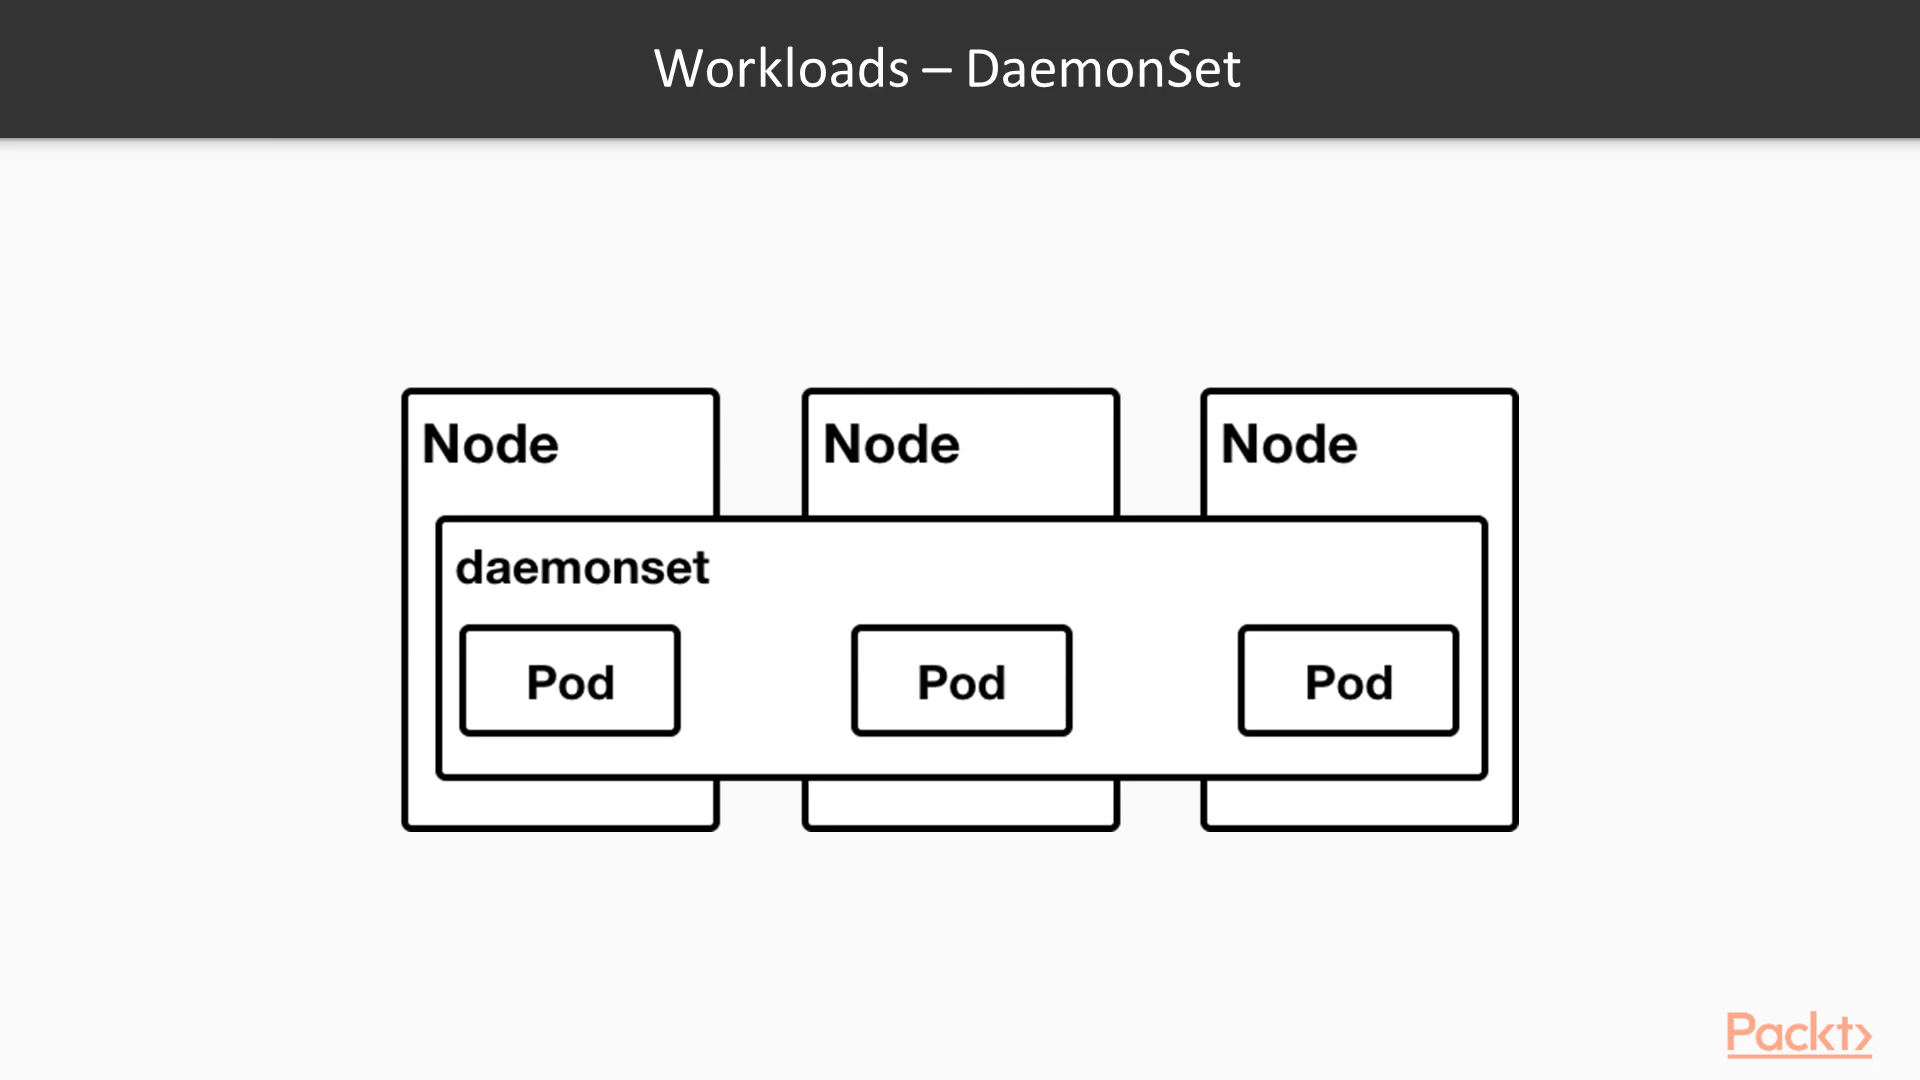 Workloads – DaemonSet
Node Node Node
daemonset
Pod Pod Pod
Packt>